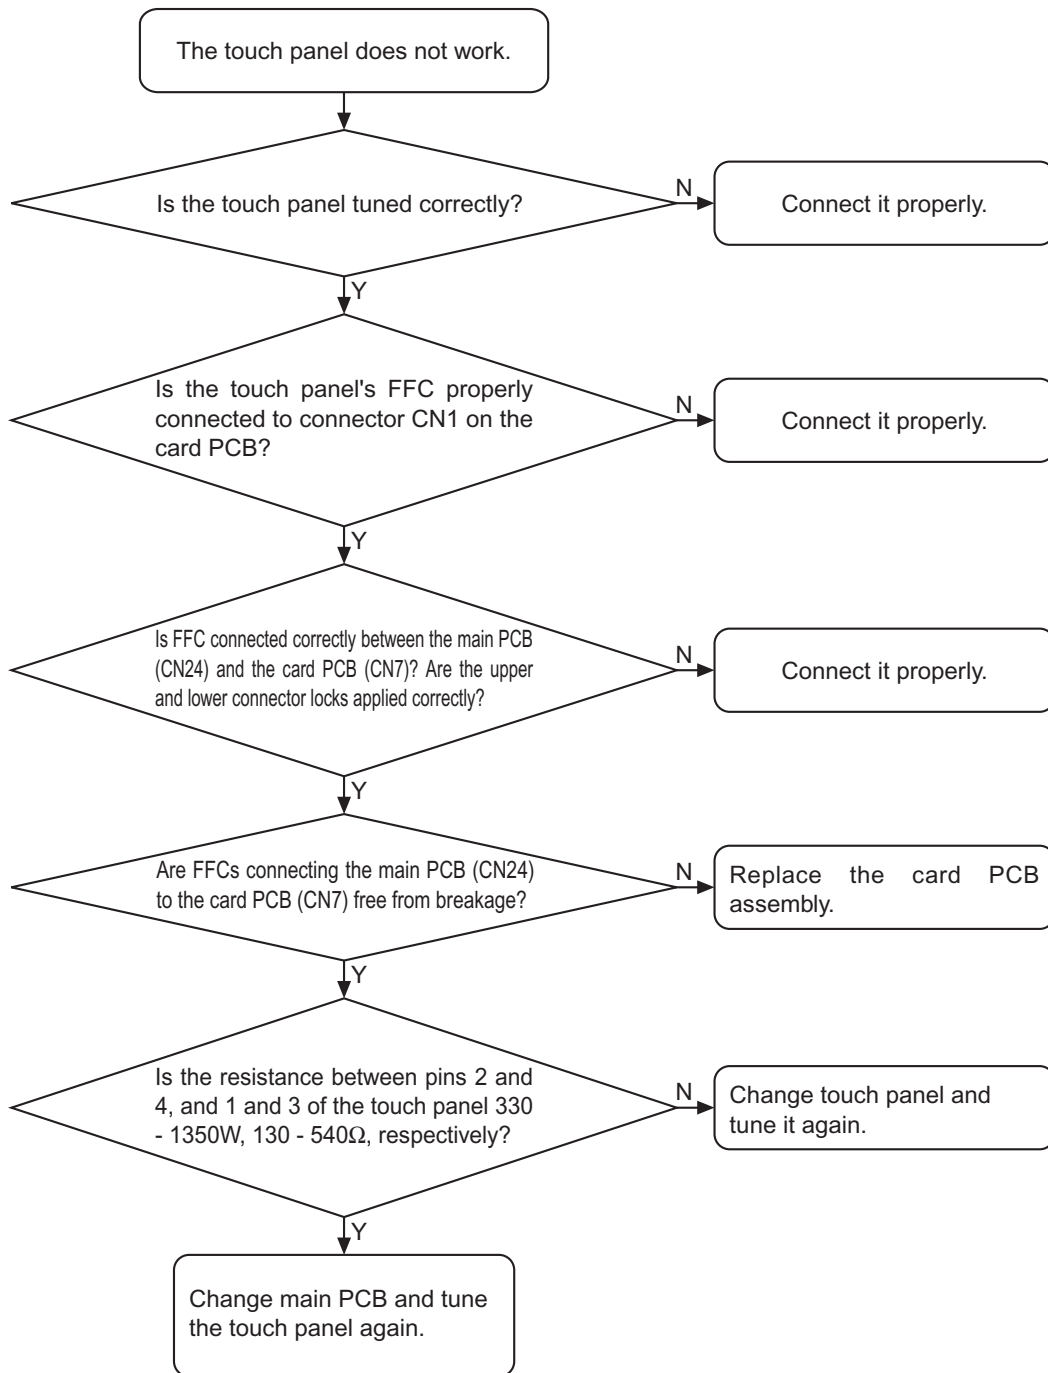 The touch panel does not work.
Is the touch panel tuned correctly?
N
Connect it properly.
Y
Is the touch panel's FFC properly
connected to connector CN1 on the
card PCB?
N
Connect it properly.
Y
Is FFC connected correctly between the main PCB
(CN24) and the card PCB (CN7)? Are the upper
and lower connector locks applied correctly?
N
Connect it properly.
Y
Are FFCs connecting the main PCB (CN24)
to the card PCB (CN7) free from breakage?
N
Replace the card PCB
assembly.
Y
Is the resistance between pins 2 and
4, and 1 and 3 of the touch panel 330
- 1350W, 130 - 540Ω, respectively?
N
Change touch panel and
tune it again.
Y
Change main PCB and tune
the touch panel again.